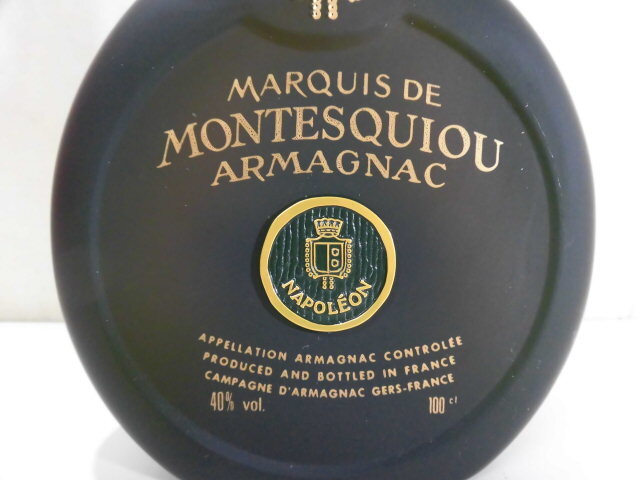 MARQUIS DE
MONTESQUIOU
ARMAGNAC
NAPOLÉON
APPELLATION ARMAGNAC CONTROLÉE
PRODUCED AND BOTTLED IN FRANCE
CAMPAGNE D'ARMAGNAC GERS-FRANCE
40% vol. 100 cl